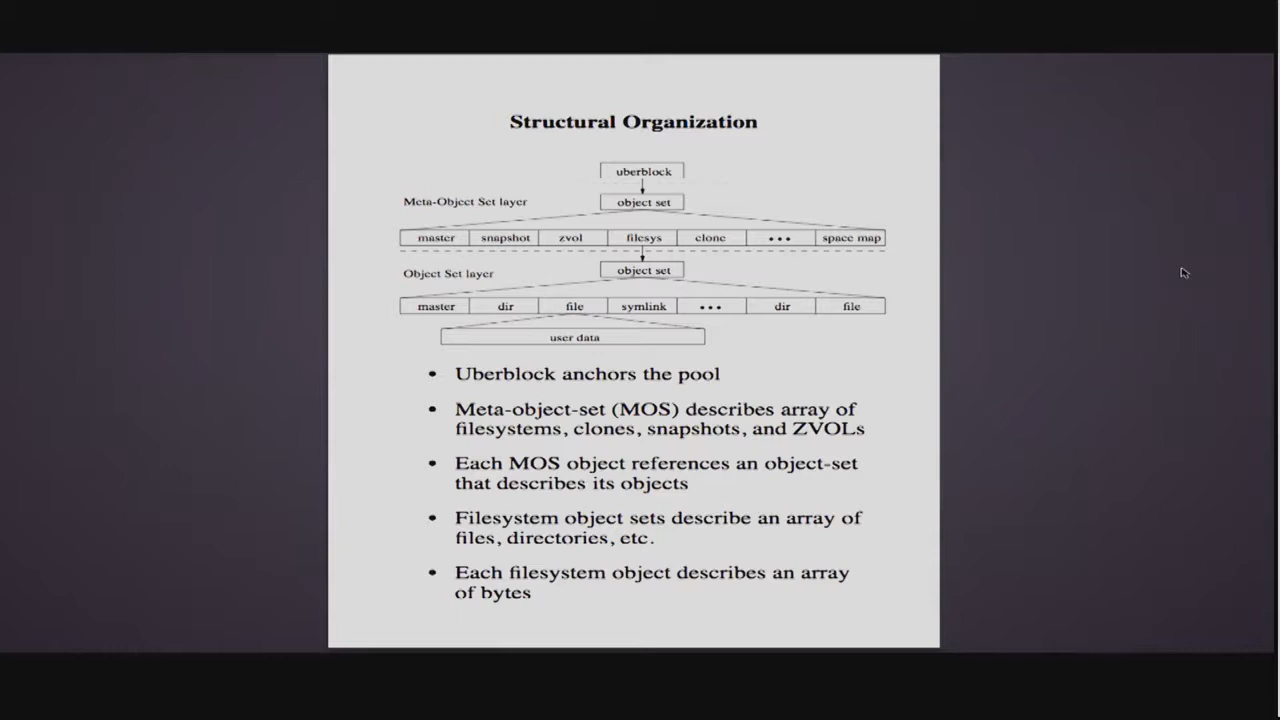 Structural Organization
uberblock
Meta-Object Set layer
object set
master snapshot zvol filesys clone ••• space map
Object Set layer
object set
master dir file symlink ••• dir file
user data
• Uberblock anchors the pool
• Meta-object-set (MOS) describes array of
filesystems, clones, snapshots, and ZVOLs
• Each MOS object references an object-set
that describes its objects
• Filesystem object sets describe an array of
files, directories, etc.
• Each filesystem object describes an array
of bytes